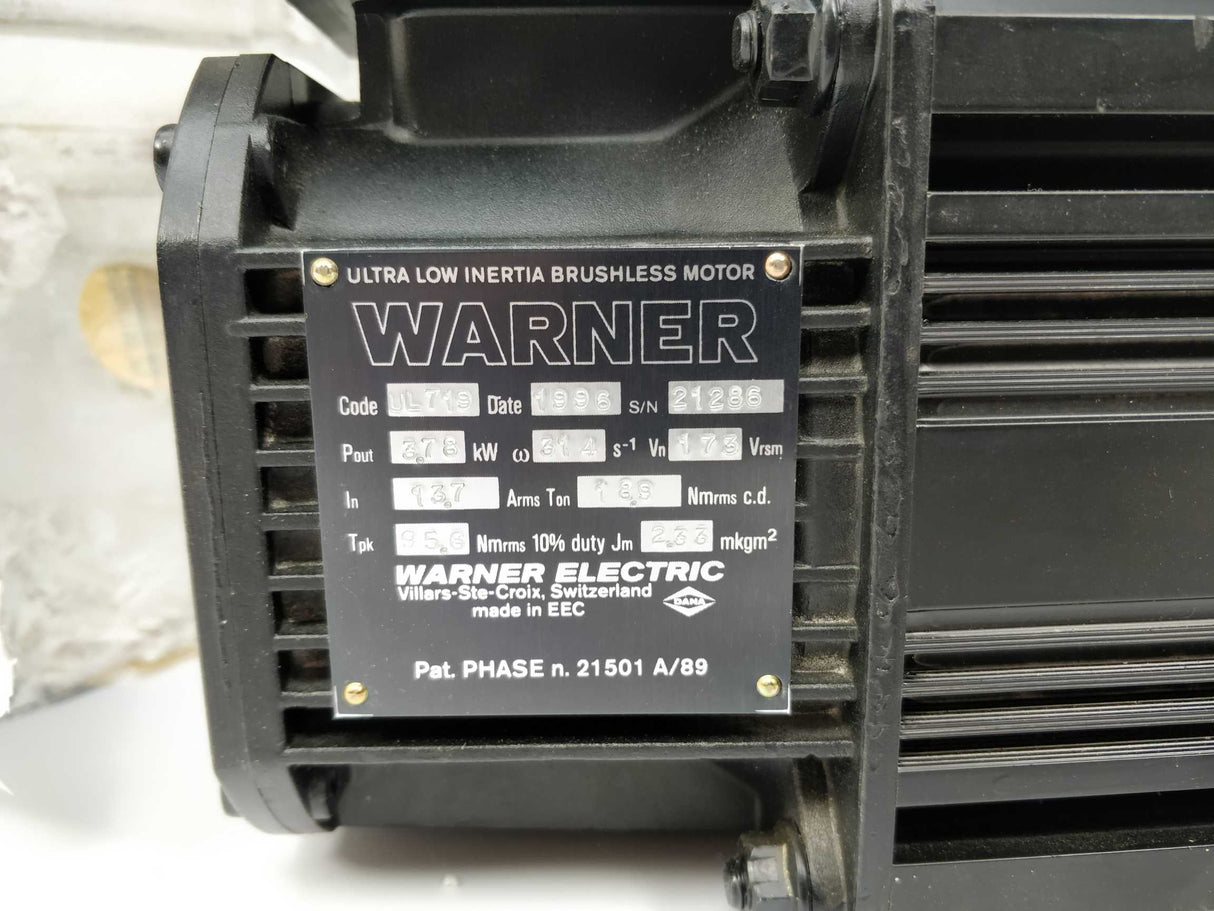 ULTRA LOW INERTIA BRUSHLESS MOTOR
WARNER
Code UL719 Date 1996 S/N 21286
Pout 3.78 kW ω 314 s⁻¹ Vn 173 Vrsm
In 13.7 Arms Ton 18.9 Nmrms c.d.
Tpk 95.6 Nmrms 10% duty Jm 2.33 mkgm²
WARNER ELECTRIC
Villars-Ste-Croix, Switzerland
DANA
made in EEC
Pat. PHASE n. 21501 A/89